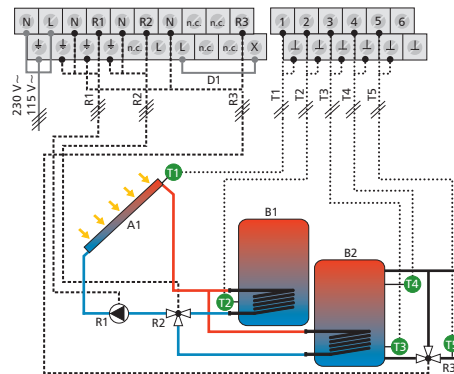 N L N R1 N R2 N n.c. n.c. R3
n.c. L L n.c. n.c. X
1 2 3 4 5 6
230 V~
115 V~
R1
R2
D1
R3
T1
T2
T3
T4
T5
T1
A1
B1
B2
T2
T4
R1
R2
T3
T5
R3